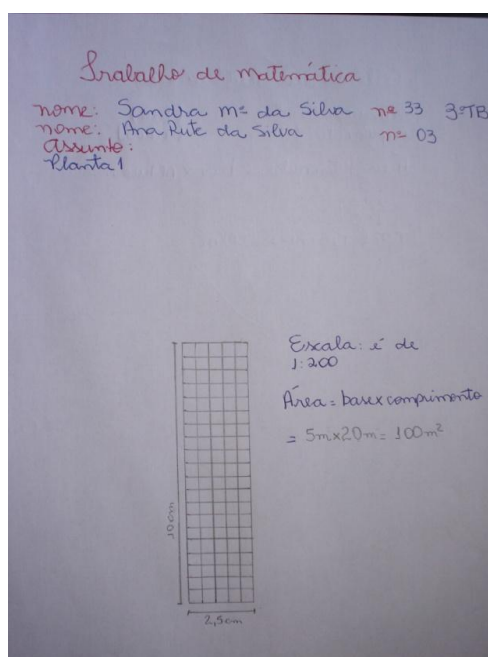 Trabalho de matemática
nome: Sandra mª da Silva nº 33 3ºTB
nome: Ana Rute da Silva nº 03
assunto:
Planta 1
Escala: é de
1:200
Área = base x comprimento
= 5m x 20m = 100m²
10cm
2,5cm